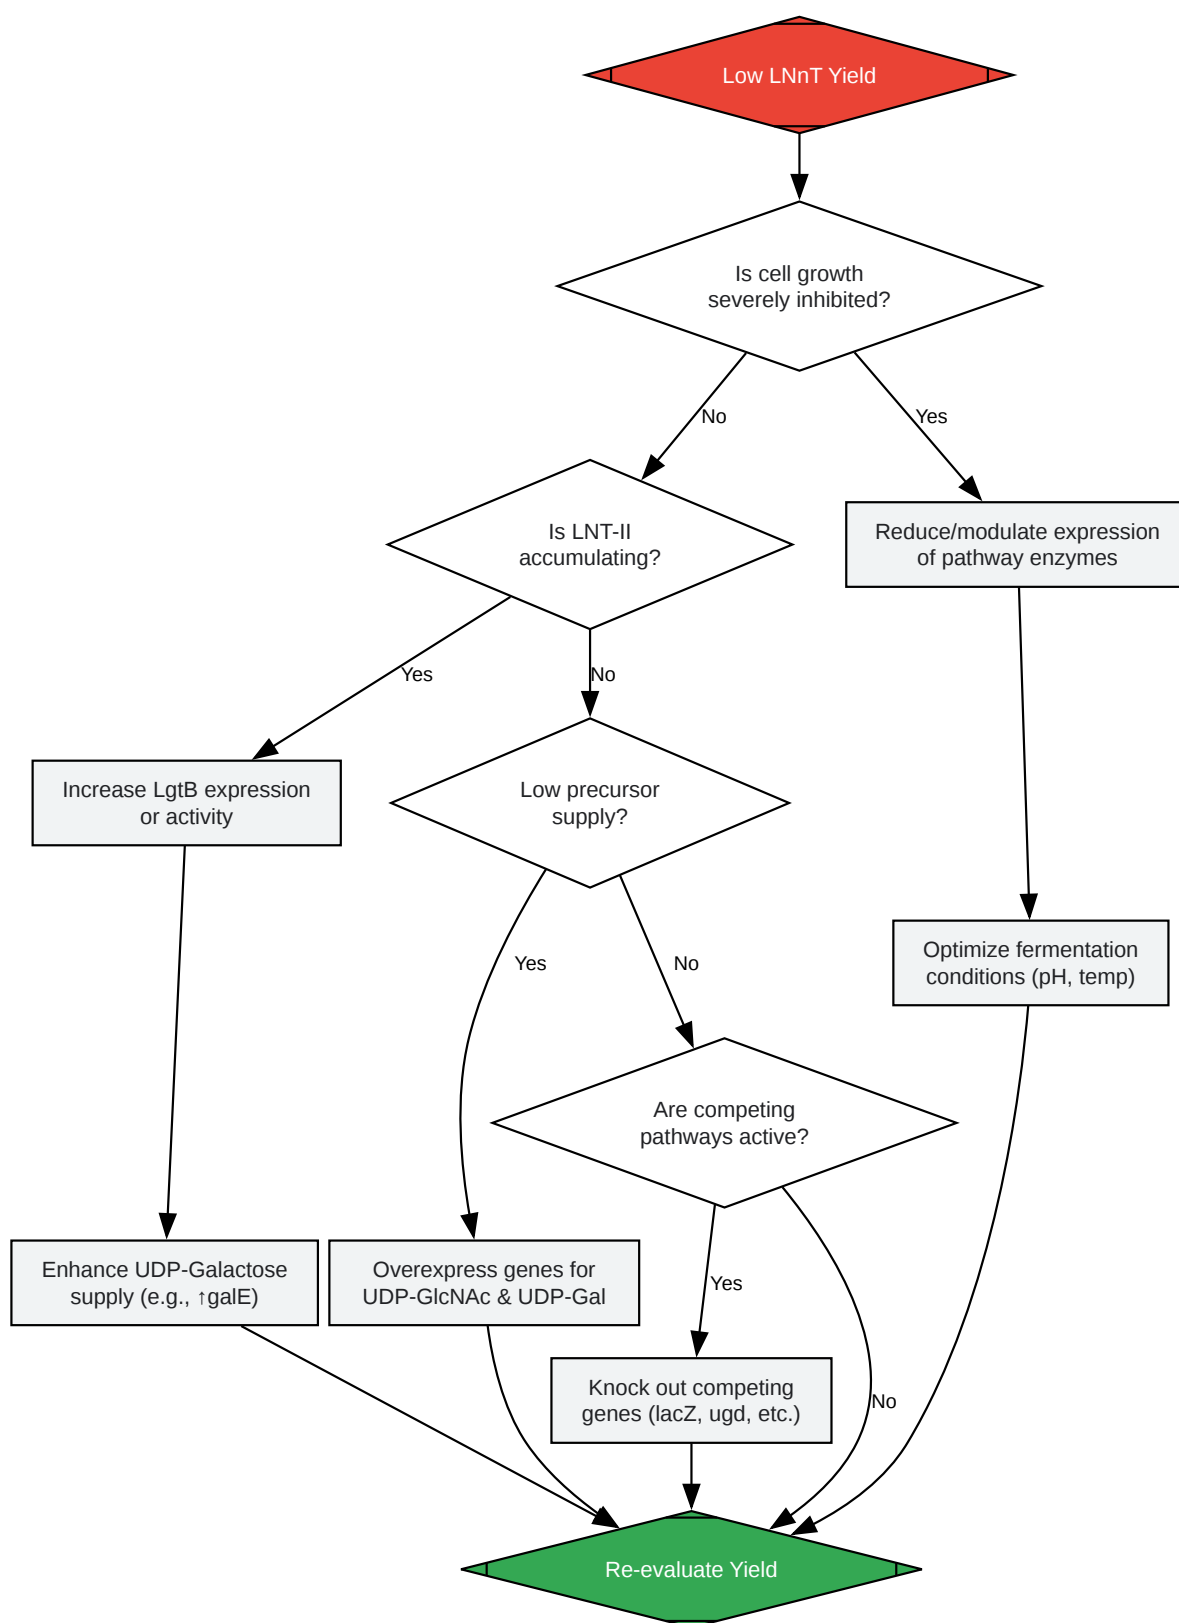 Low LNnT Yield
Is cell growth
severely inhibited?
No
Yes
Is LNT-II
accumulating?
Reduce/modulate expression
of pathway enzymes
Yes
No
Increase LgtB expression
or activity
Low precursor
supply?
Optimize fermentation
conditions (pH, temp)
Yes
No
Are competing
pathways active?
Enhance UDP-Galactose
supply (e.g., ↑galE)
Overexpress genes for
UDP-GlcNAc & UDP-Gal
Yes
Knock out competing
genes (lacZ, ugd, etc.)
No
Re-evaluate Yield